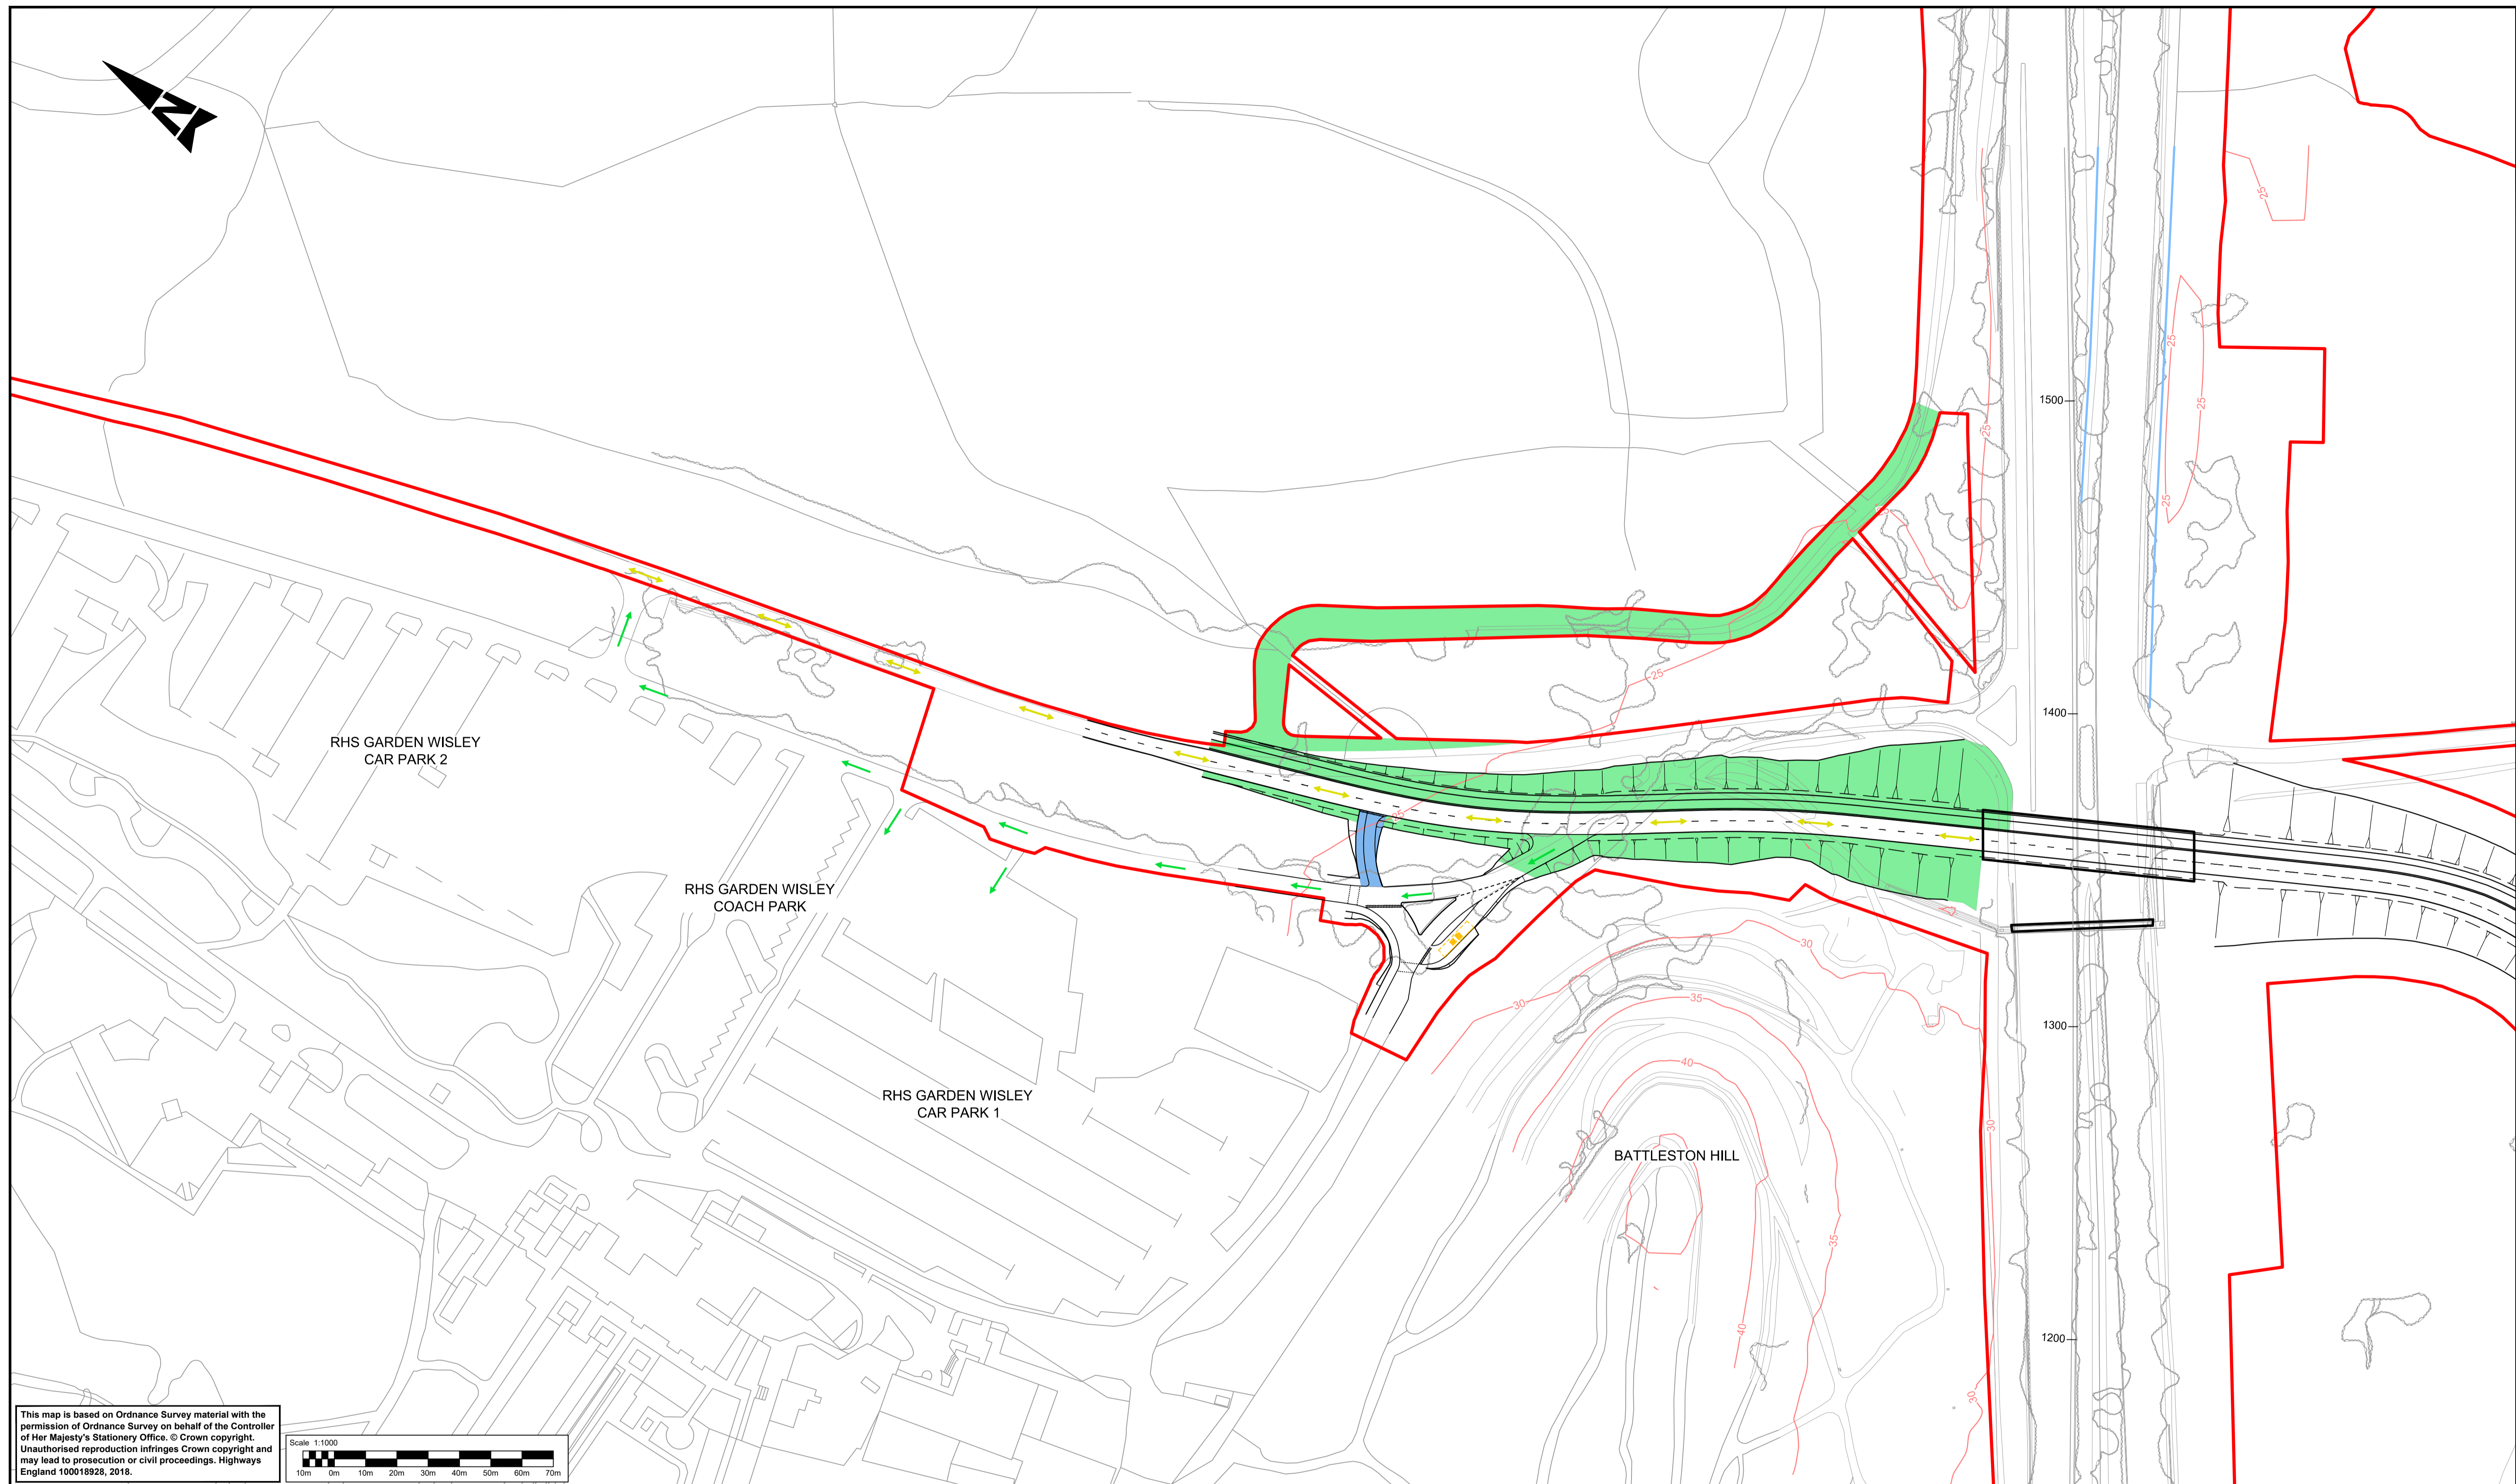 N
1500
1400
1300
1200
25
25
25
25
25
25
25
25
RHS GARDEN WISLEY
CAR PARK 2
RHS GARDEN WISLEY
COACH PARK
RHS GARDEN WISLEY
CAR PARK 1
BATTLESTON HILL
30
30
30
30
35
35
40
40
This map is based on Ordnance Survey material with the
permission of Ordnance Survey on behalf of the Controller
of Her Majesty's Stationery Office. © Crown copyright.
Unauthorised reproduction infringes Crown copyright and
may lead to prosecution or civil proceedings. Highways
England 100018928, 2018.
Scale 1:1000
10m 0m 10m 20m 30m 40m 50m 60m 70m